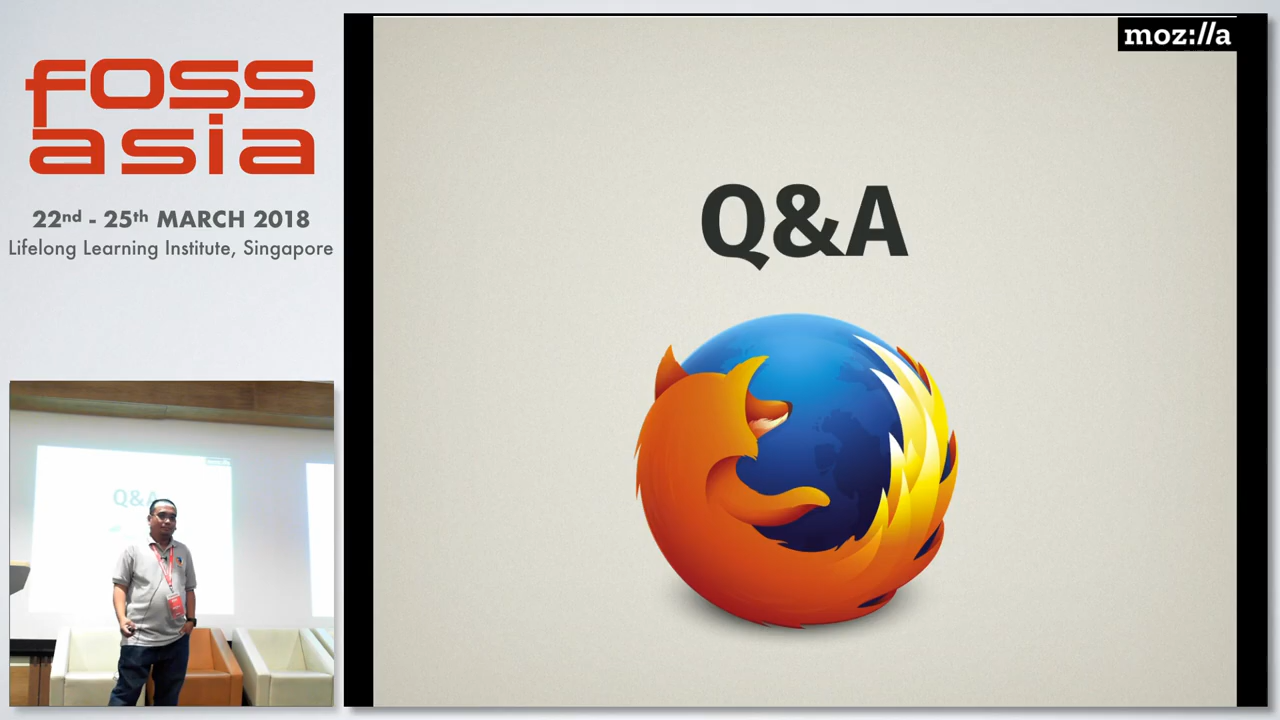 foss
asia
22nd - 25th MARCH 2018
Lifelong Learning Institute, Singapore
moz://a
Q&A
Q&A